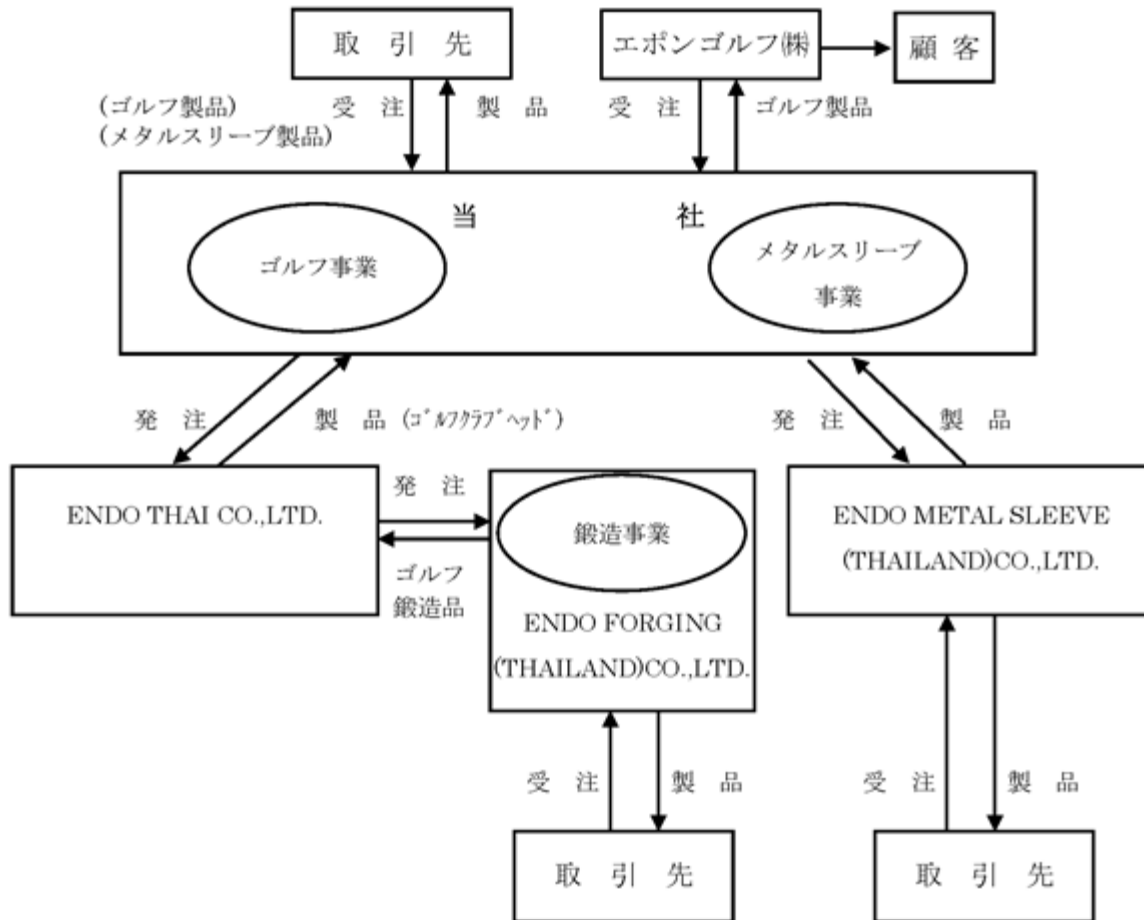 取 引 先
エポンゴルフ㈱
顧 客
(ゴルフ製品)
(メタルスリーブ製品)
受 注
製 品
受 注
ゴルフ製品
当 社
ゴルフ事業
メタルスリーブ
事業
発 注
製 品 (ｺﾞﾙﾌｸﾗﾌﾞﾍｯﾄﾞ)
発 注
製 品
ENDO THAI CO.,LTD.
発 注
ゴルフ
鍛造品
鍛造事業
ENDO FORGING
(THAILAND)CO.,LTD.
ENDO METAL SLEEVE
(THAILAND)CO.,LTD.
受 注
製 品
受 注
製 品
取 引 先
取 引 先